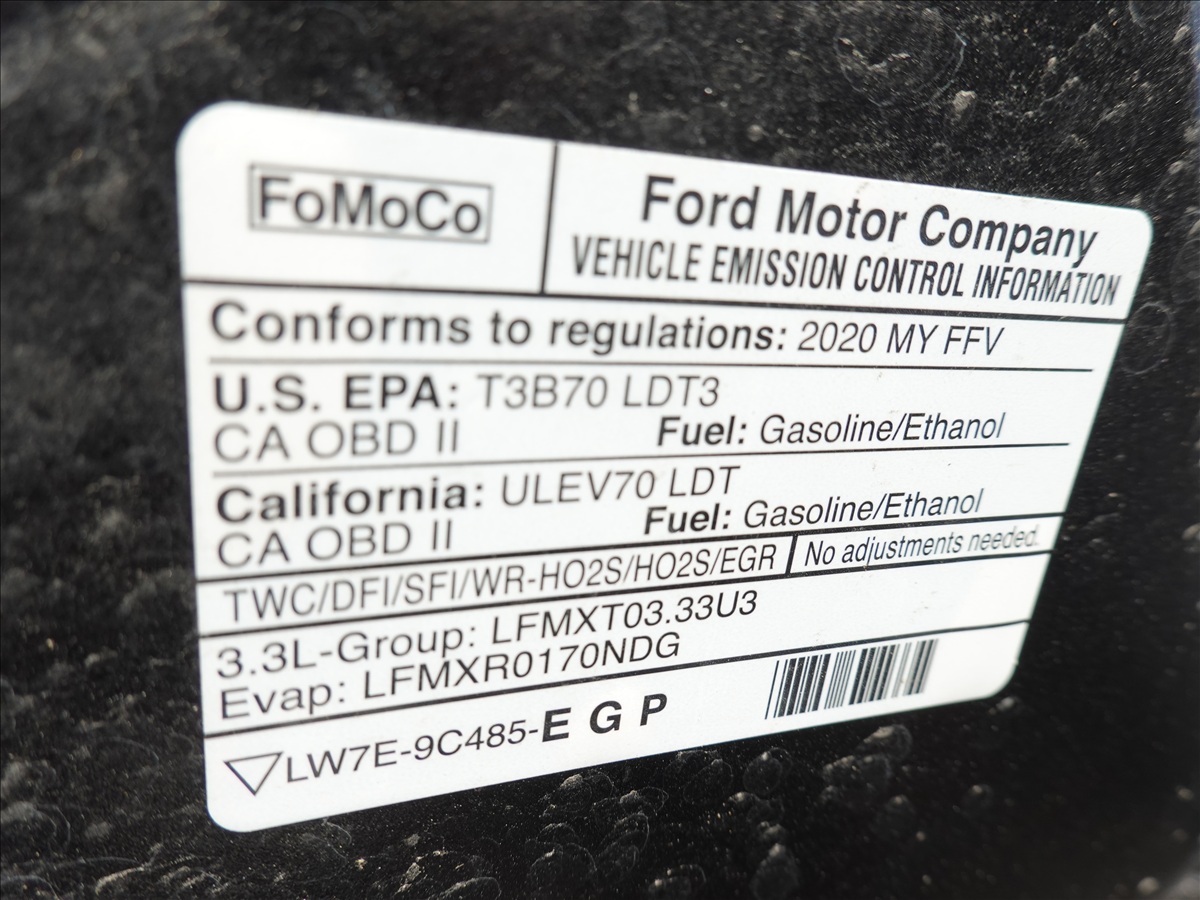 FoMoCo
Ford Motor Company
VEHICLE EMISSION CONTROL INFORMATION
Conforms to regulations: 2020 MY FFV
U.S. EPA: T3B70 LDT3
CA OBD II Fuel: Gasoline/Ethanol
California: ULEV70 LDT
CA OBD II Fuel: Gasoline/Ethanol
TWC/DFI/SFI/WR-HO2S/HO2S/EGR No adjustments needed.
3.3L-Group: LFMXT03.33U3
Evap: LFMXR0170NDG
LW7E-9C485-E G P